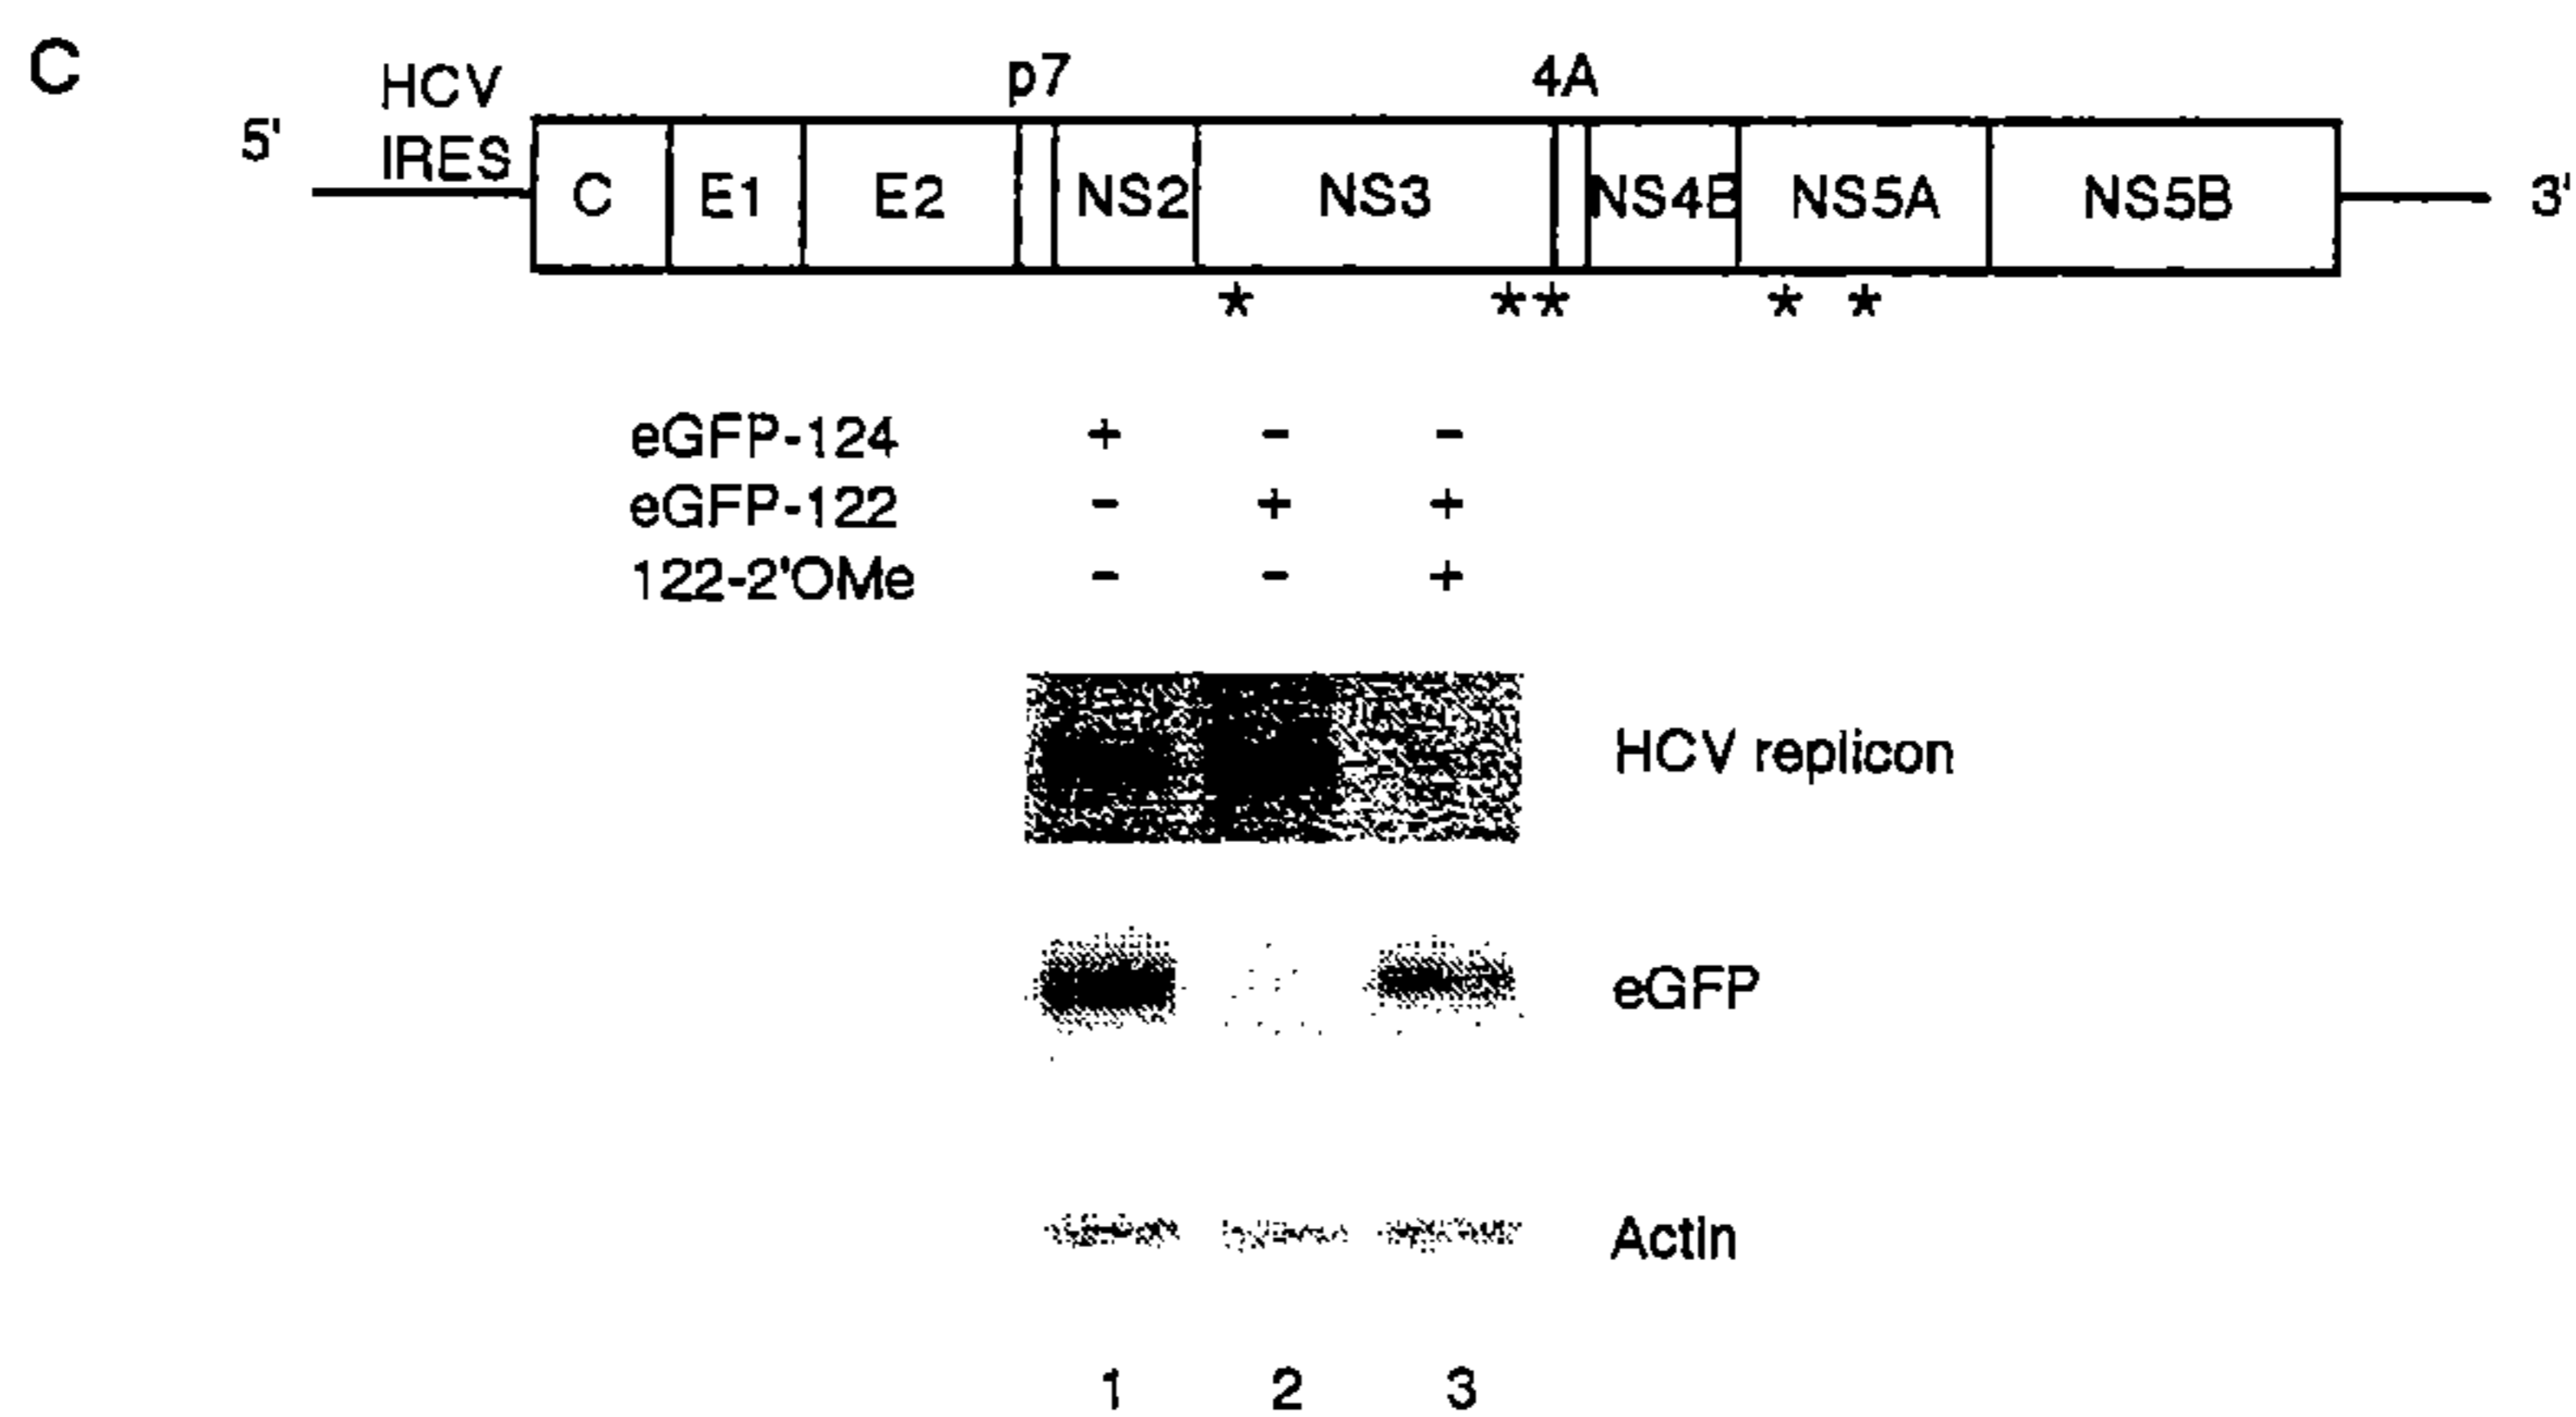 C
HCV
IRES
p7
4A
5'
C E1 E2 NS2 NS3 NS4B NS5A NS5B
3'
* ** * *
eGFP-124 + - -
eGFP-122 - + +
122-2'OMe - - +
HCV replicon
eGFP
Actin
1 2 3